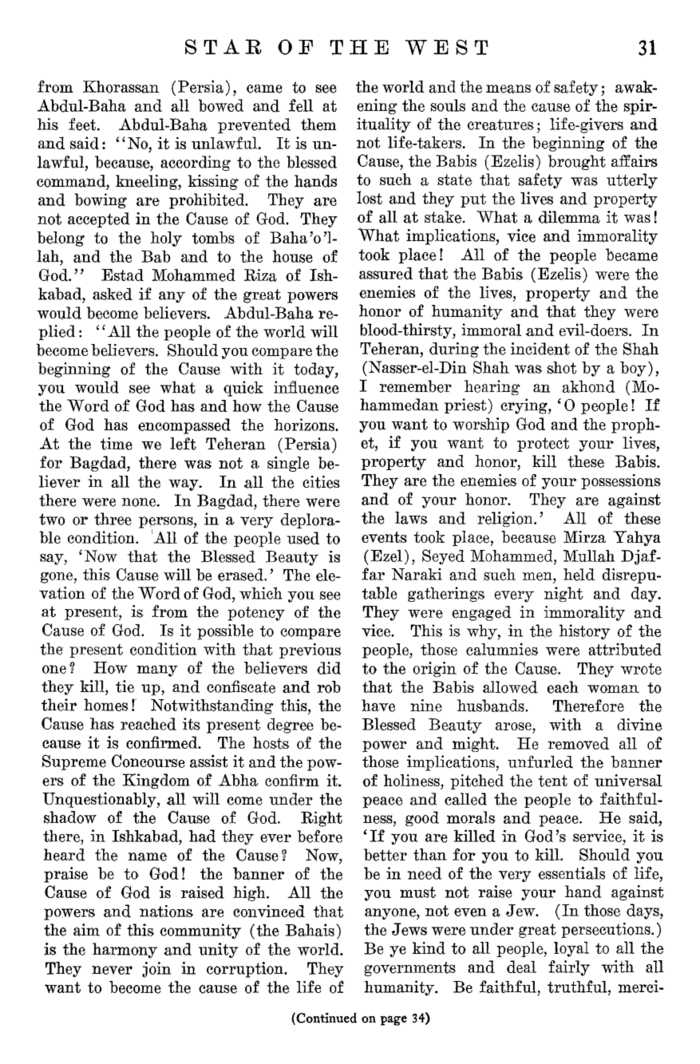 STAR OF THE WEST 31
from Khorassan (Persia), came to see
Abdul-Baha and all bowed and fell at
his feet. Abdul-Baha prevented them
and said: “No, it is unlawful. It is un-
lawful, because, according to the blessed
command, kneeling, kissing of the hands
and bowing are prohibited. They are
not accepted in the Cause of God. They
belong to the holy tombs of Baha’o’l-
lah, and the Bab and to the house of
God.” Estad Mohammed Riza of Ish-
kabad, asked if any of the great powers
would become believers. Abdul-Baha re-
plied: “All the people of the world will
become believers. Should you compare the
beginning of the Cause with it today,
you would see what a quick influence
the Word of God has and how the Cause
of God has encompassed the horizons.
At the time we left Teheran (Persia)
for Bagdad, there was not a single be-
liever in all the way. In all the cities
there were none. In Bagdad, there were
two or three persons, in a very deplora-
ble condition. All of the people used to
say, ‘Now that the Blessed Beauty is
gone, this Cause will be erased.’ The ele-
vation of the Word of God, which you see
at present, is from the potency of the
Cause of God. Is it possible to compare
the present condition with that previous
one? How many of the believers did
they kill, tie up, and confiscate and rob
their homes! Notwithstanding this, the
Cause has reached its present degree be-
cause it is confirmed. The hosts of the
Supreme Concourse assist it and the pow-
ers of the Kingdom of Abha confirm it.
Unquestionably, all will come under the
shadow of the Cause of God. Right
there, in Ishkabad, had they ever before
heard the name of the Cause? Now,
praise be to God! the banner of the
Cause of God is raised high. All the
powers and nations are convinced that
the aim of this community (the Bahais)
is the harmony and unity of the world.
They never join in corruption. They
want to become the cause of the life of
the world and the means of safety; awak-
ening the souls and the cause of the spir-
ituality of the creatures; life-givers and
not life-takers. In the beginning of the
Cause, the Babis (Ezelis) brought affairs
to such a state that safety was utterly
lost and they put the lives and property
of all at stake. What a dilemma it was!
What implications, vice and immorality
took place! All of the people became
assured that the Babis (Ezelis) were the
enemies of the lives, property and the
honor of humanity and that they were
blood-thirsty, immoral and evil-doers. In
Teheran, during the incident of the Shah
(Nasser-el-Din Shah was shot by a boy),
I remember hearing an akhond (Mo-
hammedan priest) crying, ‘O people! If
you want to worship God and the proph-
et, if you want to protect your lives,
property and honor, kill these Babis.
They are the enemies of your possessions
and of your honor. They are against
the laws and religion.’ All of these
events took place, because Mirza Yahya
(Ezel), Seyed Mohammed, Mullah Djaf-
far Naraki and such men, held disrepu-
table gatherings every night and day.
They were engaged in immorality and
vice. This is why, in the history of the
people, those calumnies were attributed
to the origin of the Cause. They wrote
that the Babis allowed each woman to
have nine husbands. Therefore the
Blessed Beauty arose, with a divine
power and might. He removed all of
those implications, unfurled the banner
of holiness, pitched the tent of universal
peace and called the people to faithful-
ness, good morals and peace. He said,
‘If you are killed in God’s service, it is
better than for you to kill. Should you
be in need of the very essentials of life,
you must not raise your hand against
anyone, not even a Jew. (In those days,
the Jews were under great persecutions.)
Be ye kind to all people, loyal to all the
governments and deal fairly with all
humanity. Be faithful, truthful, merci-
(Continued on page 34)